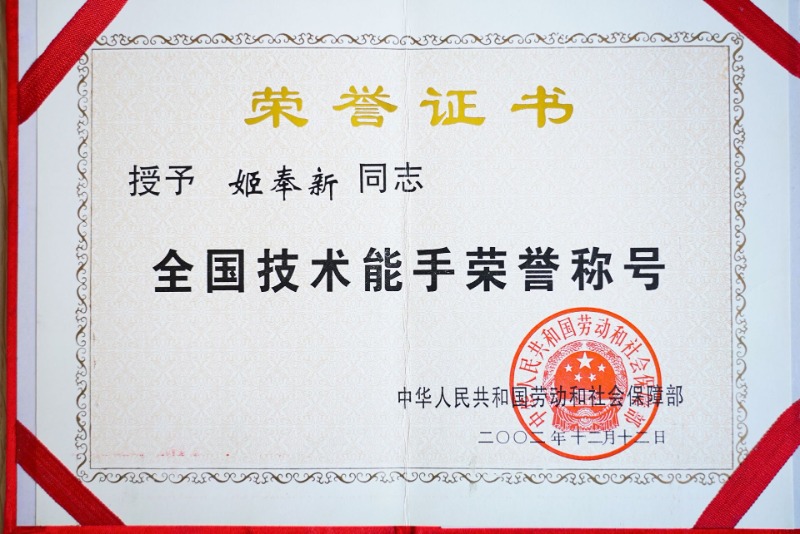 荣誉证书
授予 姬奉新 同志
全国技术能手荣誉称号
中华人民共和国劳动和社会保障部
中华人民共和国劳动和社会保障部
二〇〇二年十二月十二日